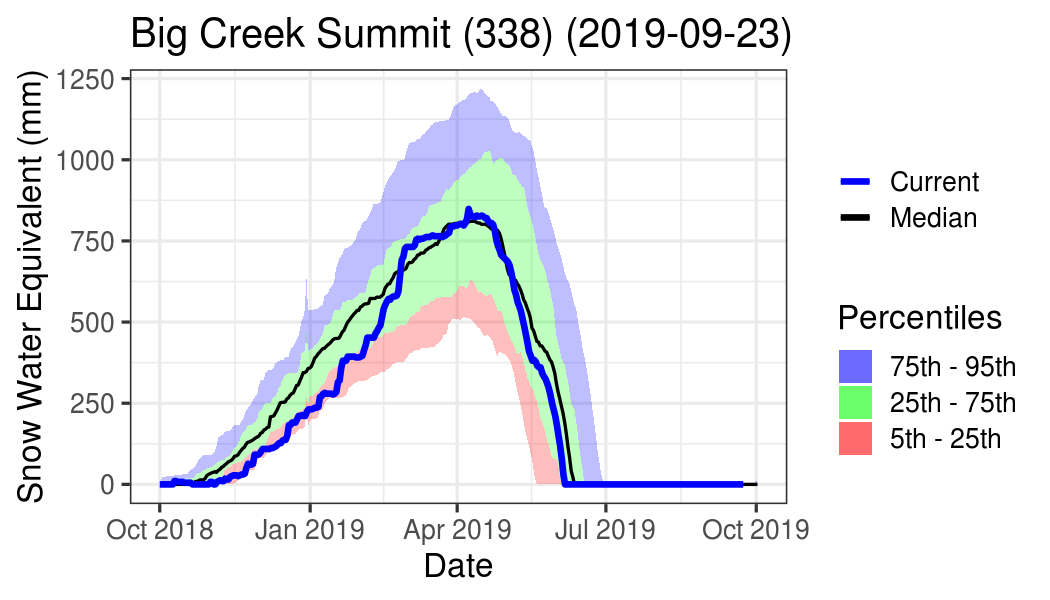 Big Creek Summit (338) (2019-09-23)
Snow Water Equivalent (mm)
1250
1000
750
500
250
0
Oct 2018
Jan 2019
Apr 2019
Jul 2019
Oct 2019
Date
Current
Median
Percentiles
75th - 95th
25th - 75th
5th - 25th